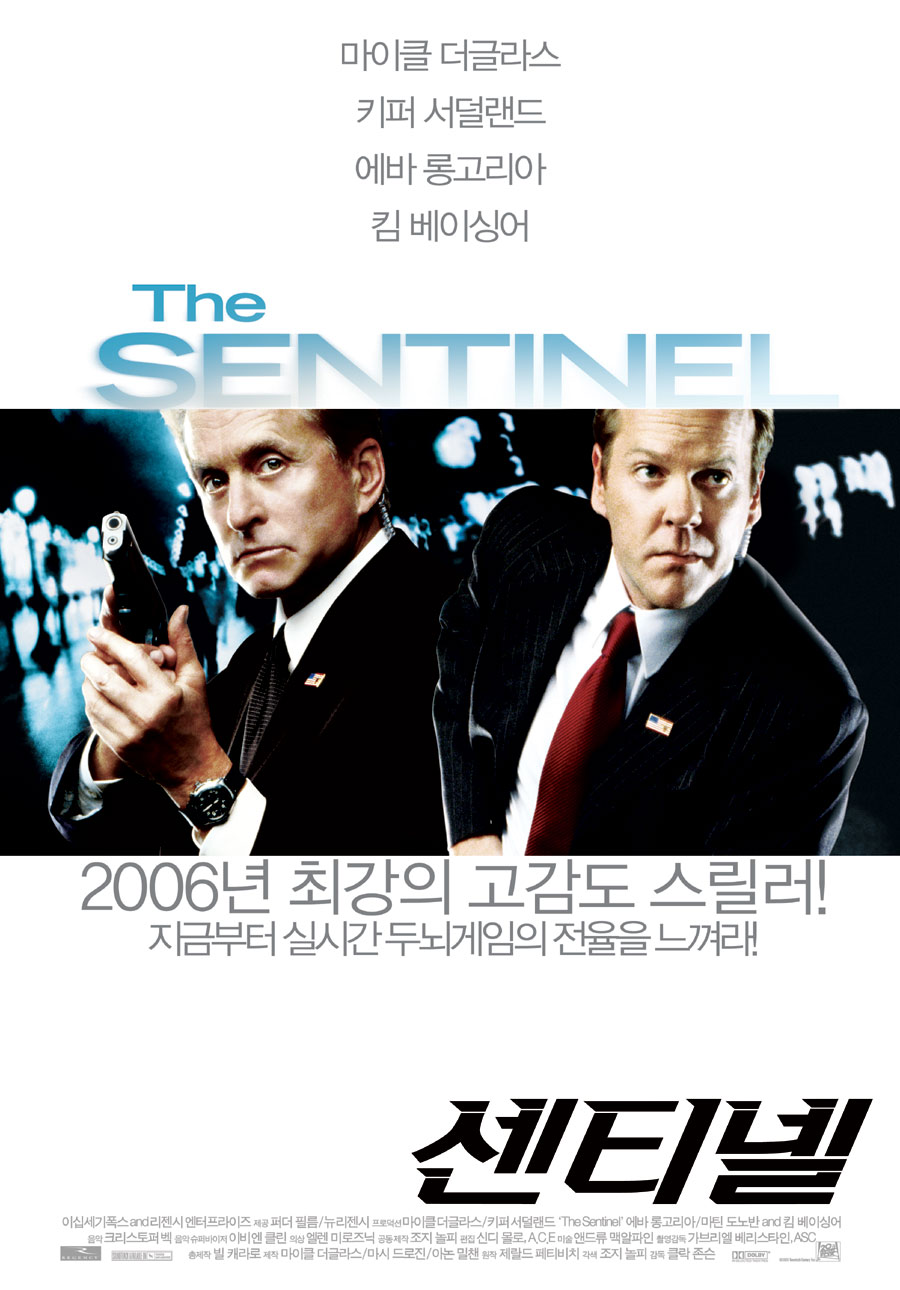 마이클 더글라스
키퍼 서덜랜드
에바 롱고리아
킴 베이싱어
The
SENTINEL
2006년 최강의 고감도 스릴러!
지금부터 실시간 두뇌게임의 전율을 느껴라!
센티넬
이십세기폭스 and 리젠시 엔터프라이즈 제공 퍼더 필름/뉴리젠시 프로덕션 마이클 더글라스/키퍼 서덜랜드 'The Sentinel' 에바 롱고리아/마틴 도노반 and 킴 베이싱어
음악 크리스토퍼 벡 음악 슈퍼바이저 이비엔 클린 의상 엘렌 미로즈닉 공동제작 조지 놀피 편집 신디 몰로, A,C,E 미술 앤드류 맥알파인 촬영감독 가브리엘 베리스타인, ASC
총제작 빌 캐라로 제작 마이클 더글라스/마시 드로진/아논 밀챈 원작 제랄드 페티비치 각색 조지 놀피 감독 클락 존슨
REGENCY
DOLBY